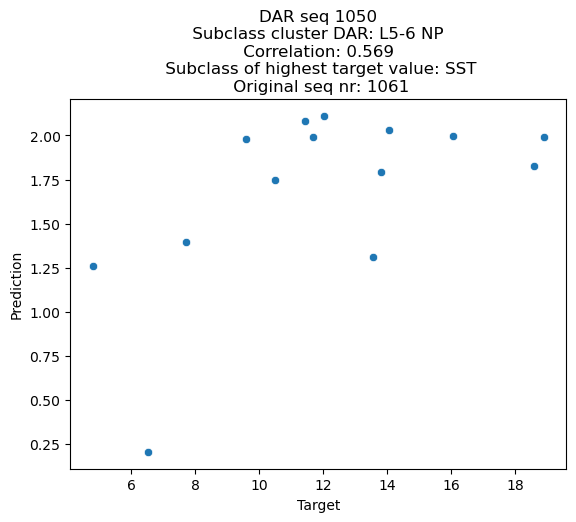 DAR seq 1050
Subclass cluster DAR: L5-6 NP
Correlation: 0.569
Subclass of highest target value: SST
Original seq nr: 1061
2.00
1.75
1.50
1.25
1.00
0.75
0.50
0.25
Prediction
6 8 10 12 14 16 18
Target